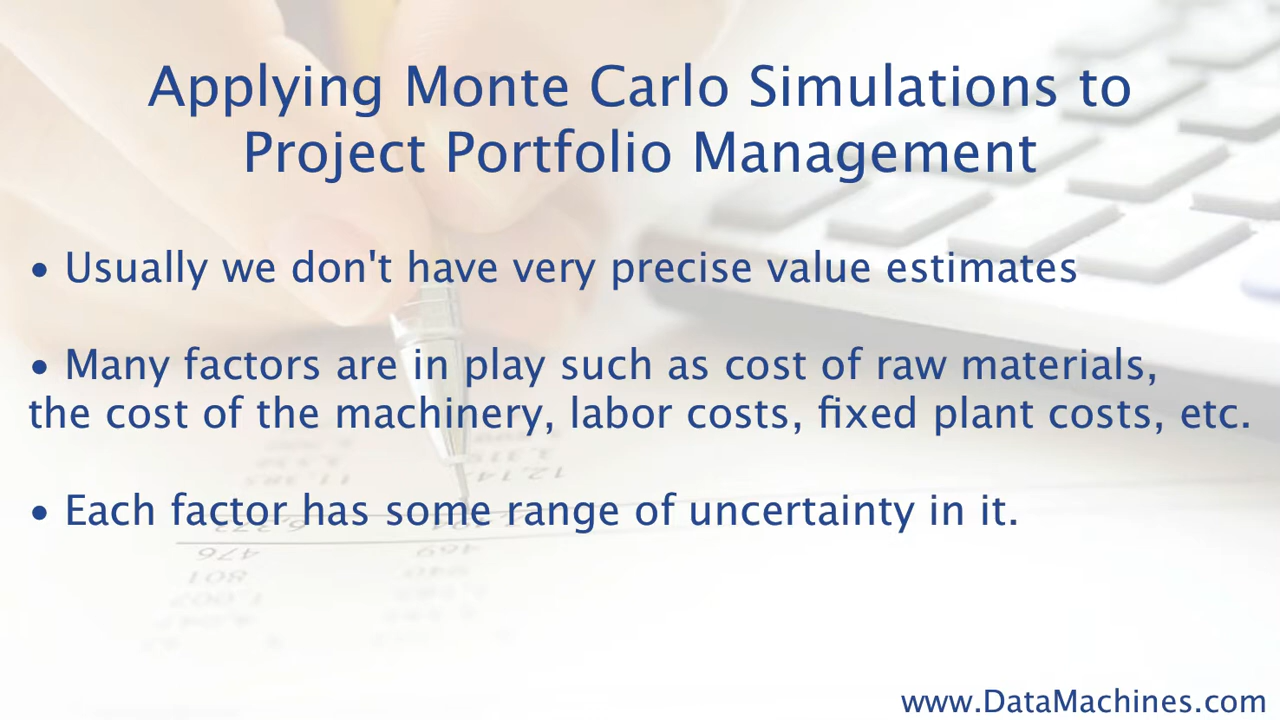 Applying Monte Carlo Simulations to
Project Portfolio Management
• Usually we don't have very precise value estimates
• Many factors are in play such as cost of raw materials,
the cost of the machinery, labor costs, fixed plant costs, etc.
• Each factor has some range of uncertainty in it.
www.DataMachines.com